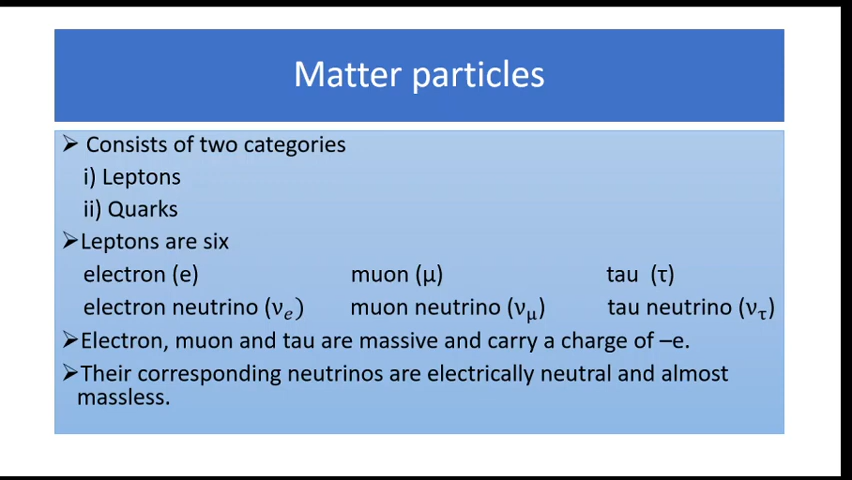 Matter particles
➢ Consists of two categories
i) Leptons
ii) Quarks
➢Leptons are six
electron (e) muon (μ) tau (τ)
electron neutrino (νₑ) muon neutrino (ν_μ) tau neutrino (ν_τ)
➢Electron, muon and tau are massive and carry a charge of –e.
➢Their corresponding neutrinos are electrically neutral and almost
massless.